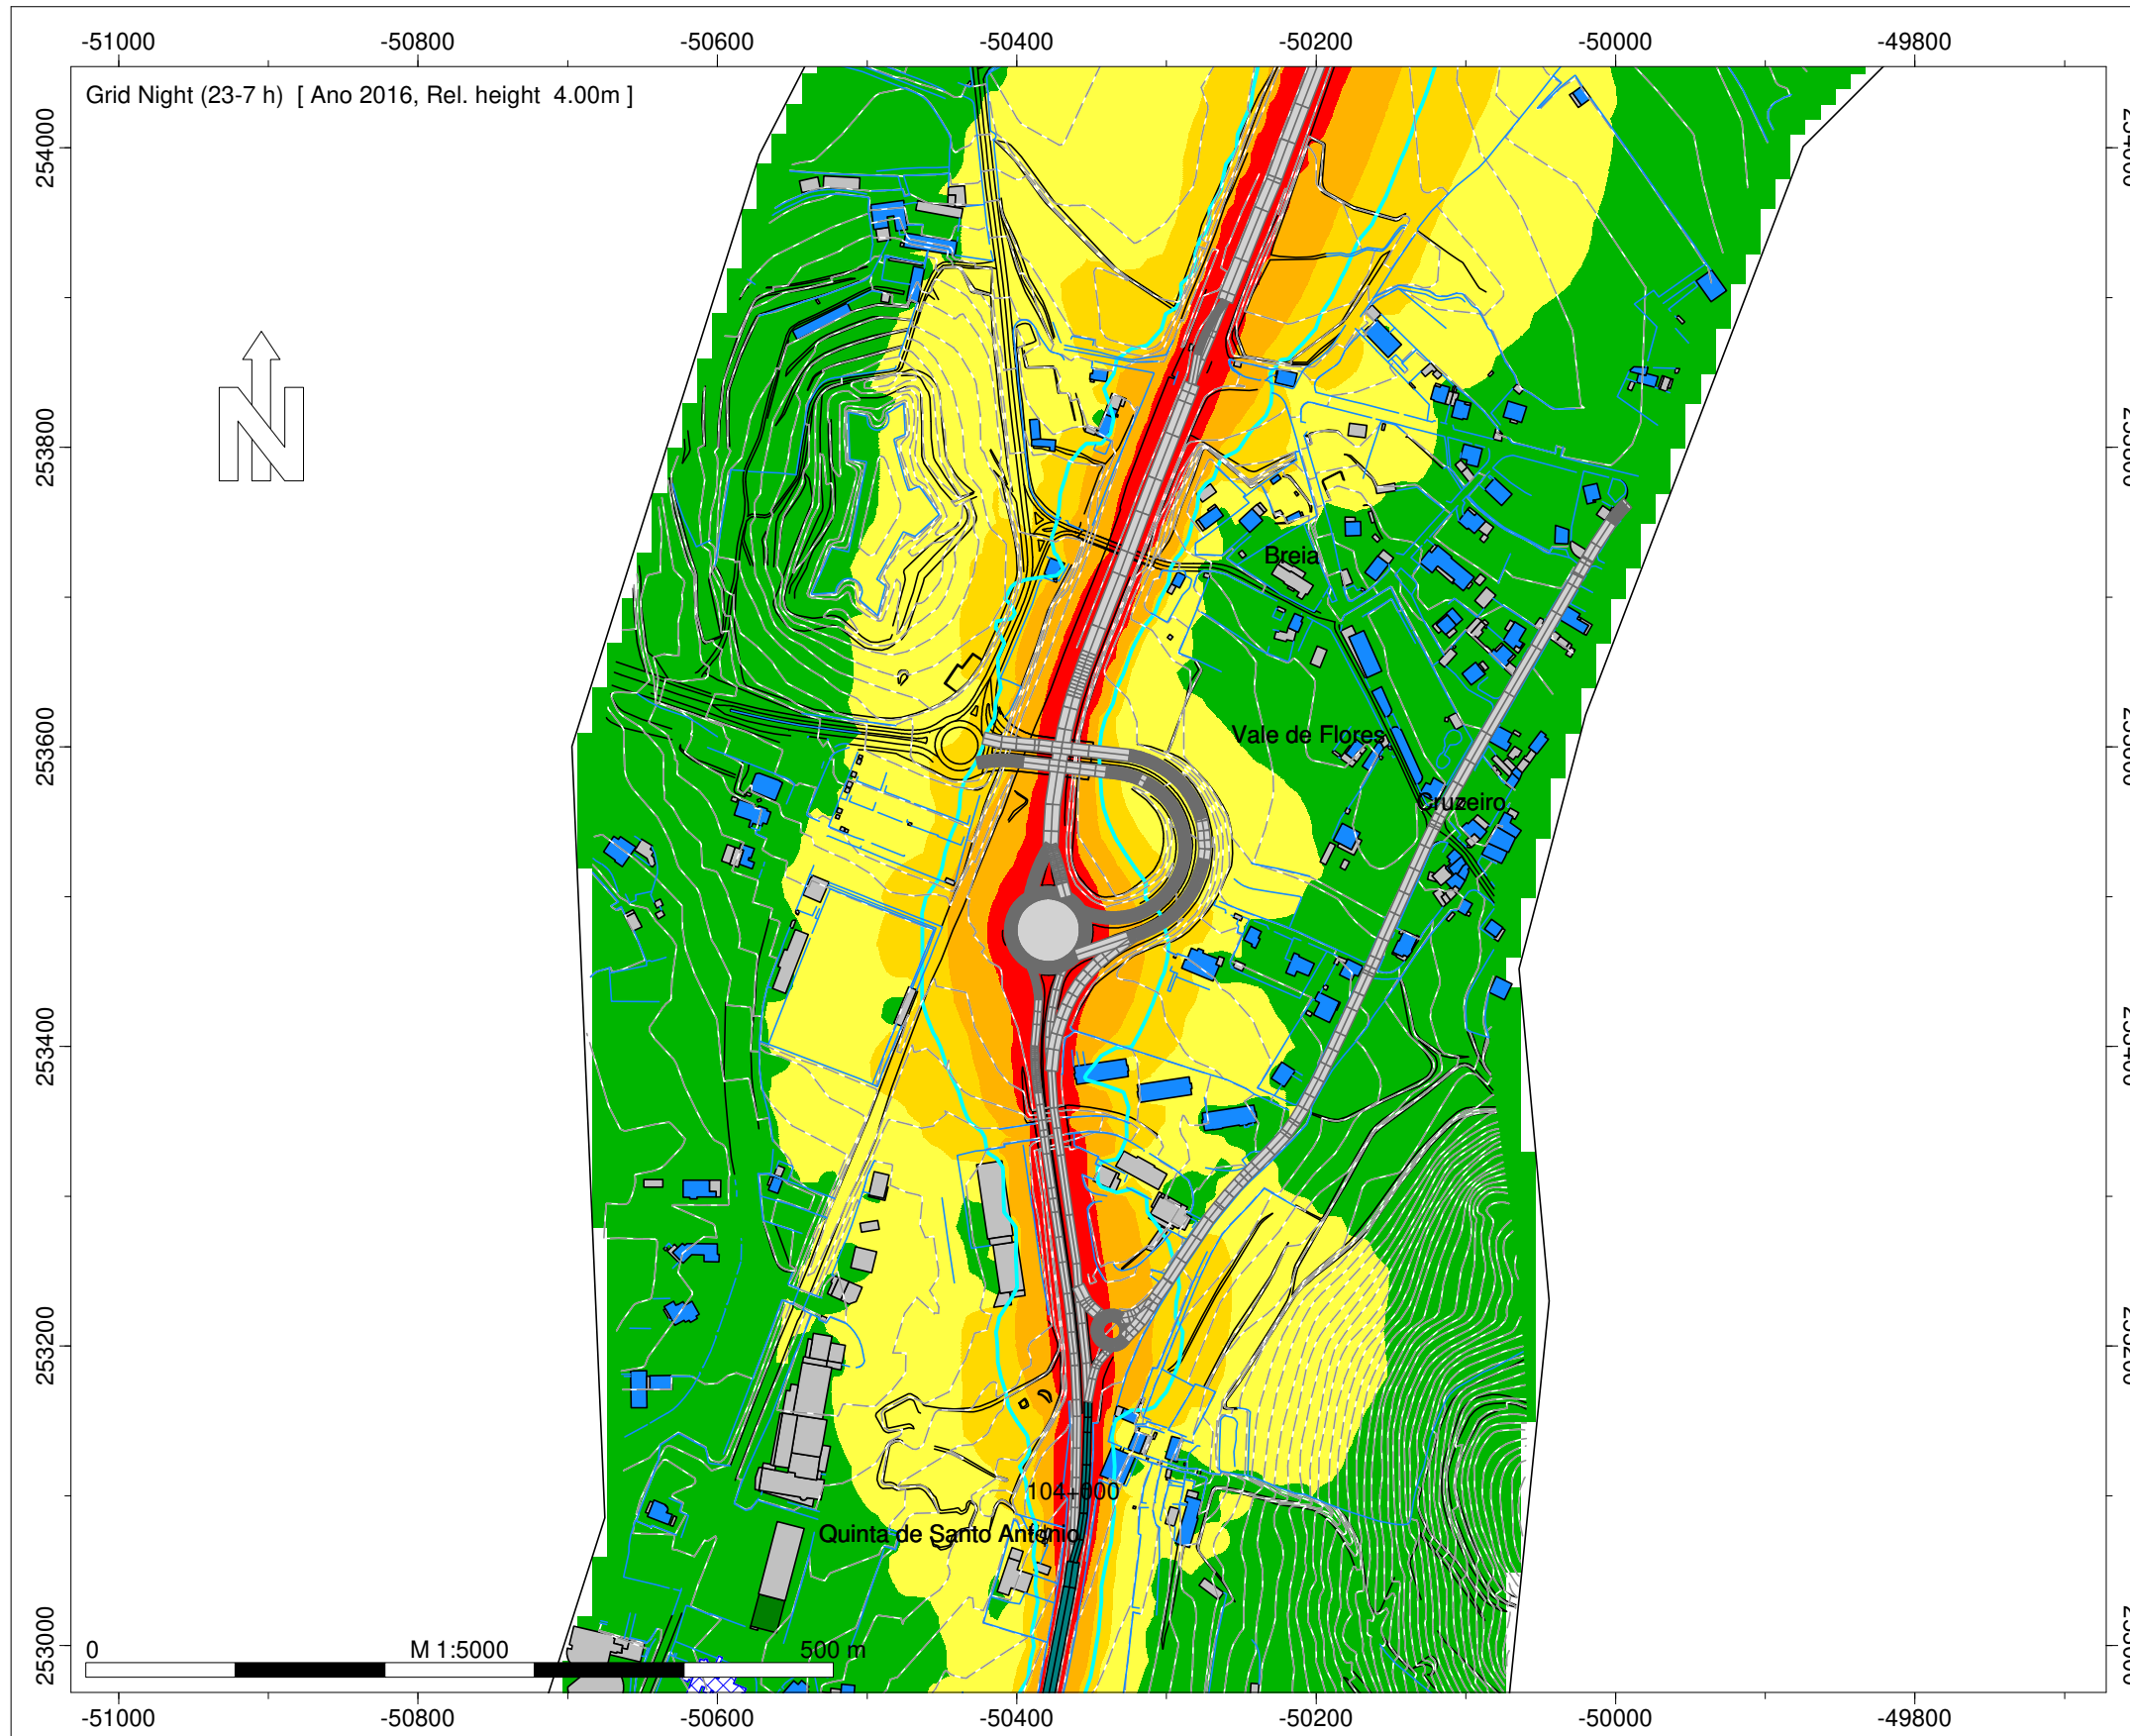 -51000 -50800 -50600 -50400 -50200 -50000 -49800
Grid Night (23-7 h) [ Ano 2016, Rel. height 4.00m ]
254000
253800
253600
253400
253200
253000
N
Breia
Vale de Flores
Cruzeiro
104+800
Quinta de Santo António
0 M 1:5000 500 m
-51000 -50800 -50600 -50400 -50200 -50000 -49800